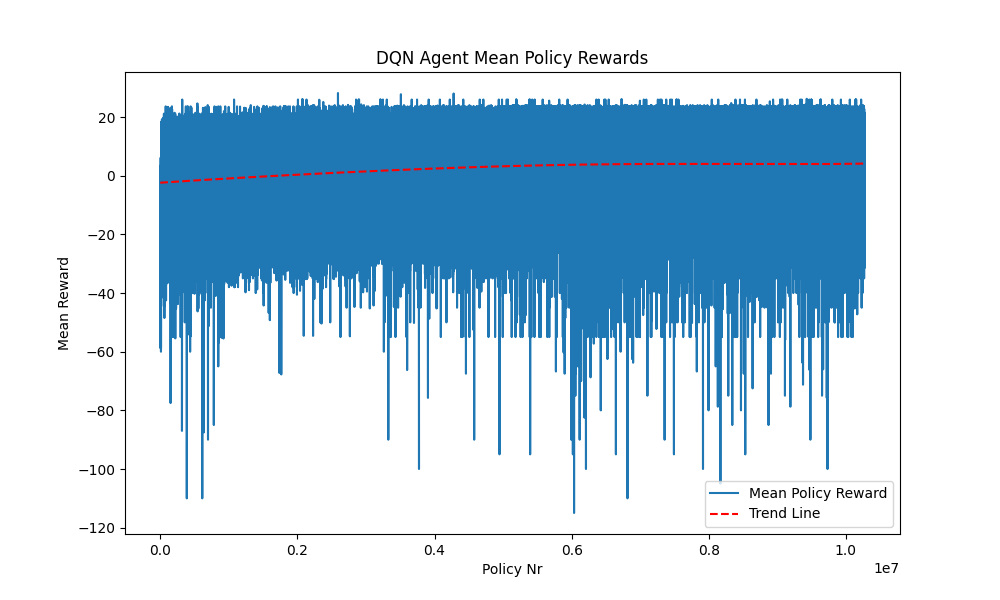 DQN Agent Mean Policy Rewards
Mean Reward
20
0
−20
−40
−60
−80
−100
−120
Mean Policy Reward
Trend Line
0.0
0.2
0.4
0.6
0.8
1.0
1e7
Policy Nr